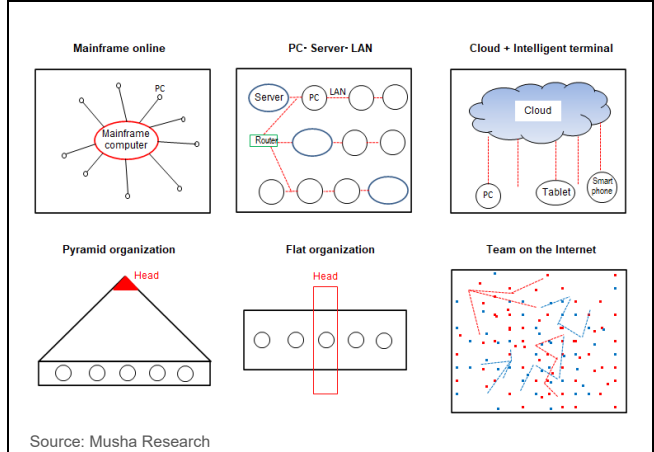 Mainframe online
PC- Server- LAN
Cloud + Intelligent terminal
PC
Mainframe
computer
Server
PC
LAN
Router
Cloud
PC
Tablet
Smart
phone
Pyramid organization
Flat organization
Team on the Internet
Head
Head
Source: Musha Research